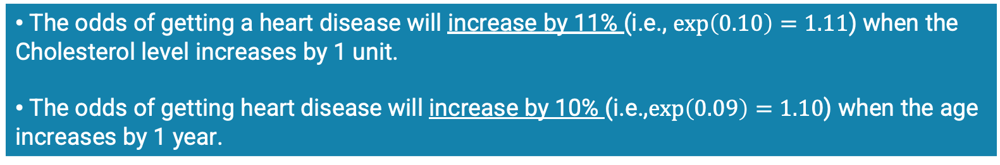 • The odds of getting a heart disease will increase by 11% (i.e., exp(0.10) = 1.11) when the
Cholesterol level increases by 1 unit.
• The odds of getting heart disease will increase by 10% (i.e.,exp(0.09) = 1.10) when the age
increases by 1 year.